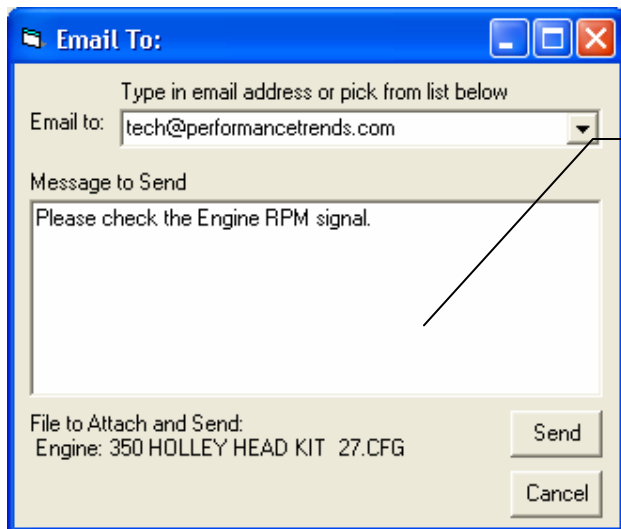 Email To:
Type in email address or pick from list below
Email to:
tech@performancetrends.com
Message to Send
Please check the Engine RPM signal.
File to Attach and Send:
Engine: 350 HOLLEY HEAD KIT  27.CFG
Send
Cancel